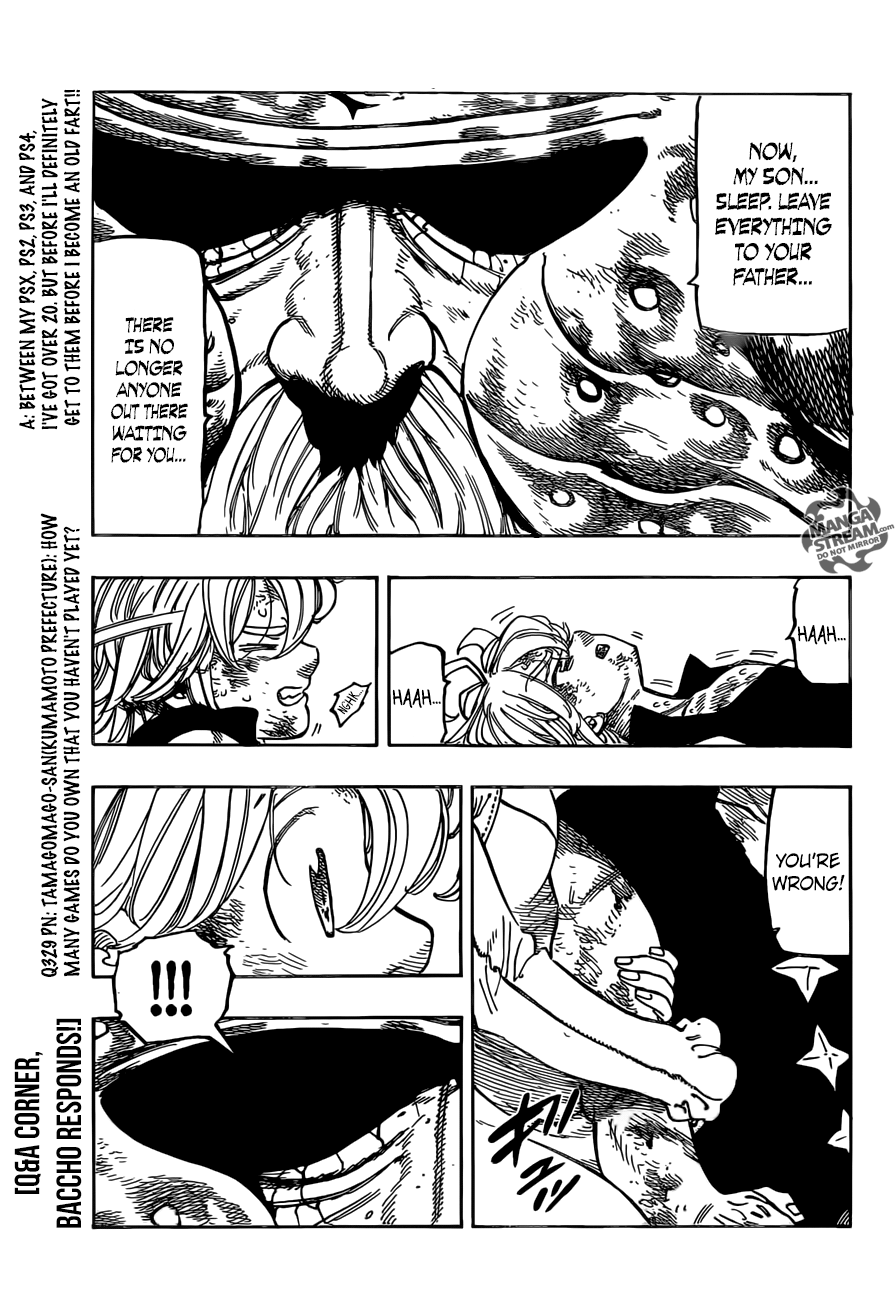 NOW,
MY SON...
SLEEP. LEAVE
EVERYTHING
TO YOUR
FATHER...
THERE
IS NO
LONGER
ANYONE
OUT THERE
WAITING
FOR YOU...
MANGA
STREAM.com
DO NOT MIRROR
HAAH...
HAAH...
NGHK...
YOU'RE
WRONG!
ギュッ
!!!
[Q&A CORNER,
BACCHO RESPONDS!]
Q329 PN: TAMAGOMAGO-SAN(KUMAMOTO PREFECTURE): HOW
MANY GAMES DO YOU OWN THAT YOU HAVEN'T PLAYED YET?
A: BETWEEN MY PSX, PS2, PS3, AND PS4,
I'VE GOT OVER 20. BUT BEFORE I'LL DEFINITELY
GET TO THEM BEFORE I BECOME AN OLD FART!!